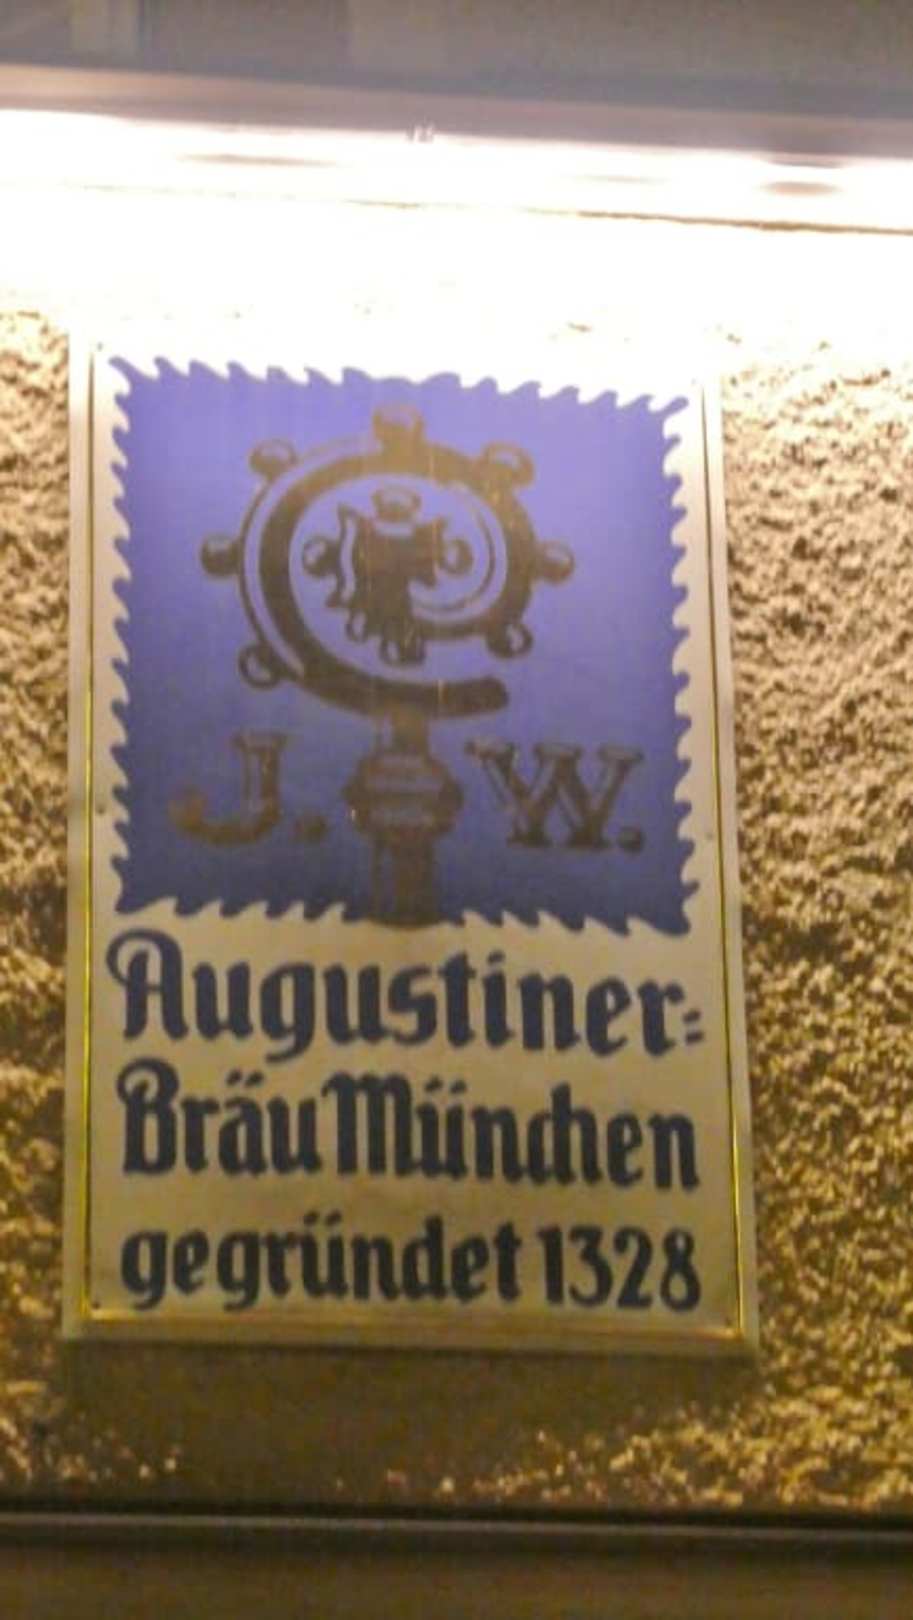 J. W.
Augustiner=
Bräu München
gegründet 1328